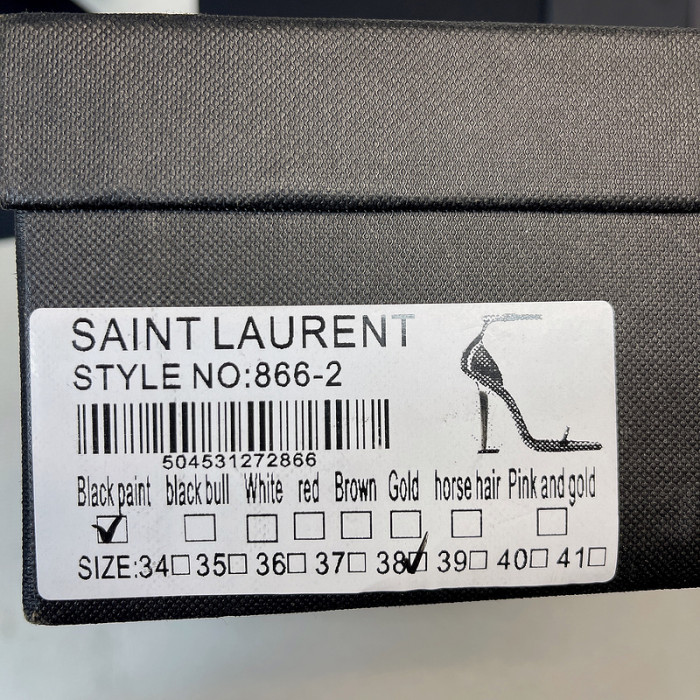 SAINT LAURENT
STYLE NO:866-2
504531272866
Black paint black bull White red Brown Gold horse hair Pink and gold
SIZE:34 35 36 37 38 39 40 41